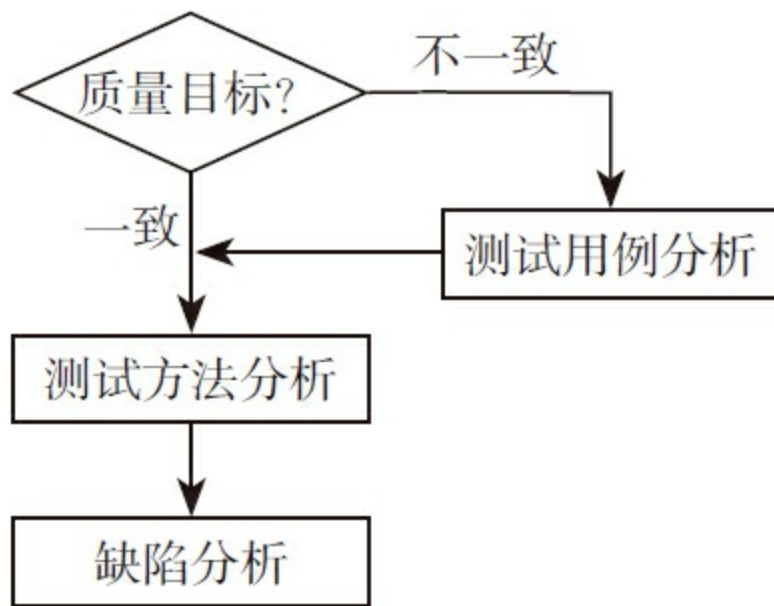 质量目标?
不一致
一致
测试用例分析
测试方法分析
缺陷分析